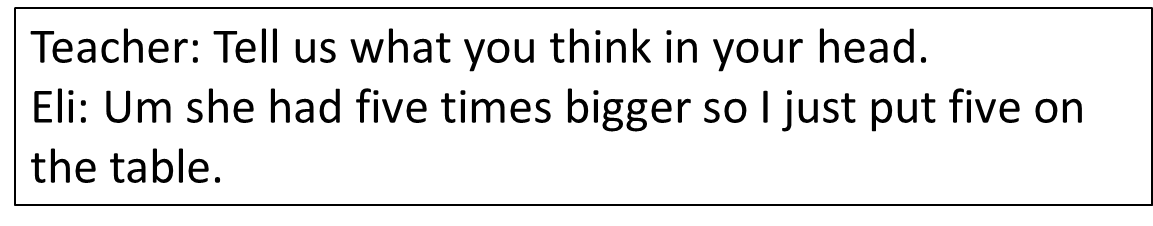 Teacher: Tell us what you think in your head.
Eli: Um she had five times bigger so I just put five on
the table.